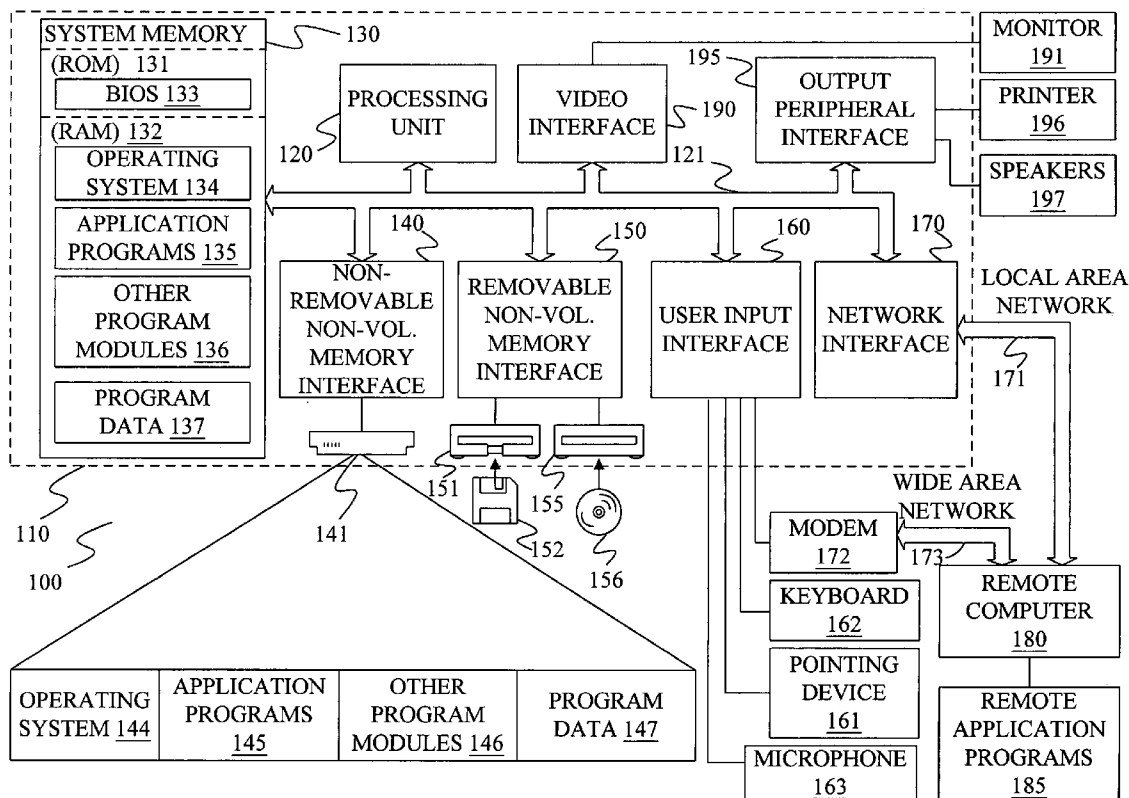 SYSTEM MEMORY
130
(ROM) 131
BIOS 133
(RAM) 132
OPERATING
SYSTEM 134
APPLICATION
PROGRAMS 135
OTHER
PROGRAM
MODULES 136
PROGRAM
DATA 137
PROCESSING
UNIT
120
VIDEO
INTERFACE
190
195
OUTPUT
PERIPHERAL
INTERFACE
121
MONITOR
191
PRINTER
196
SPEAKERS
197
140
NON-
REMOVABLE
NON-VOL.
MEMORY
INTERFACE
150
REMOVABLE
NON-VOL.
MEMORY
INTERFACE
160
USER INPUT
INTERFACE
170
NETWORK
INTERFACE
LOCAL AREA
NETWORK
171
110
100
141
151
152
155
156
WIDE AREA
NETWORK
173
MODEM
172
KEYBOARD
162
POINTING
DEVICE
161
MICROPHONE
163
REMOTE
COMPUTER
180
REMOTE
APPLICATION
PROGRAMS
185
OPERATING
SYSTEM 144
APPLICATION
PROGRAMS
145
OTHER
PROGRAM
MODULES 146
PROGRAM
DATA 147